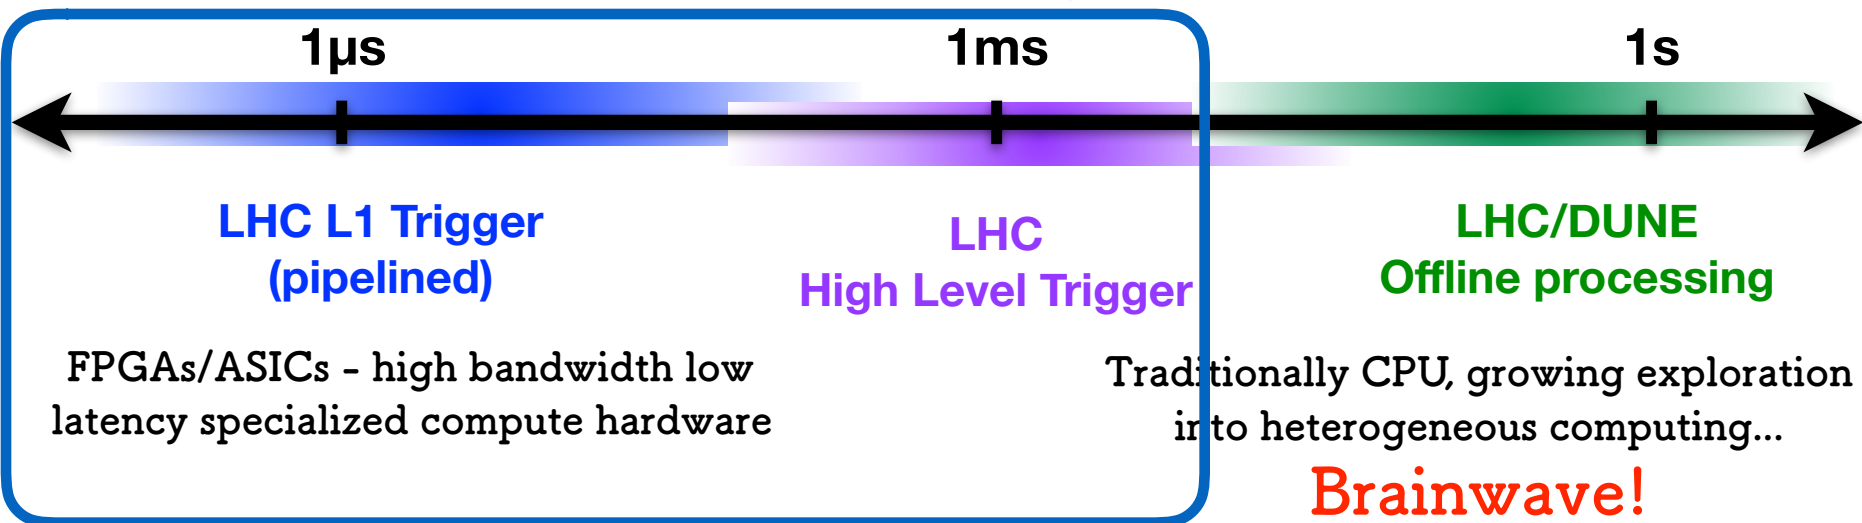 1µs
1ms
1s
LHC L1 Trigger
(pipelined)
LHC
High Level Trigger
LHC/DUNE
Offline processing
FPGAs/ASICs - high bandwidth low
latency specialized compute hardware
Traditionally CPU, growing exploration
into heterogeneous computing...
Brainwave!